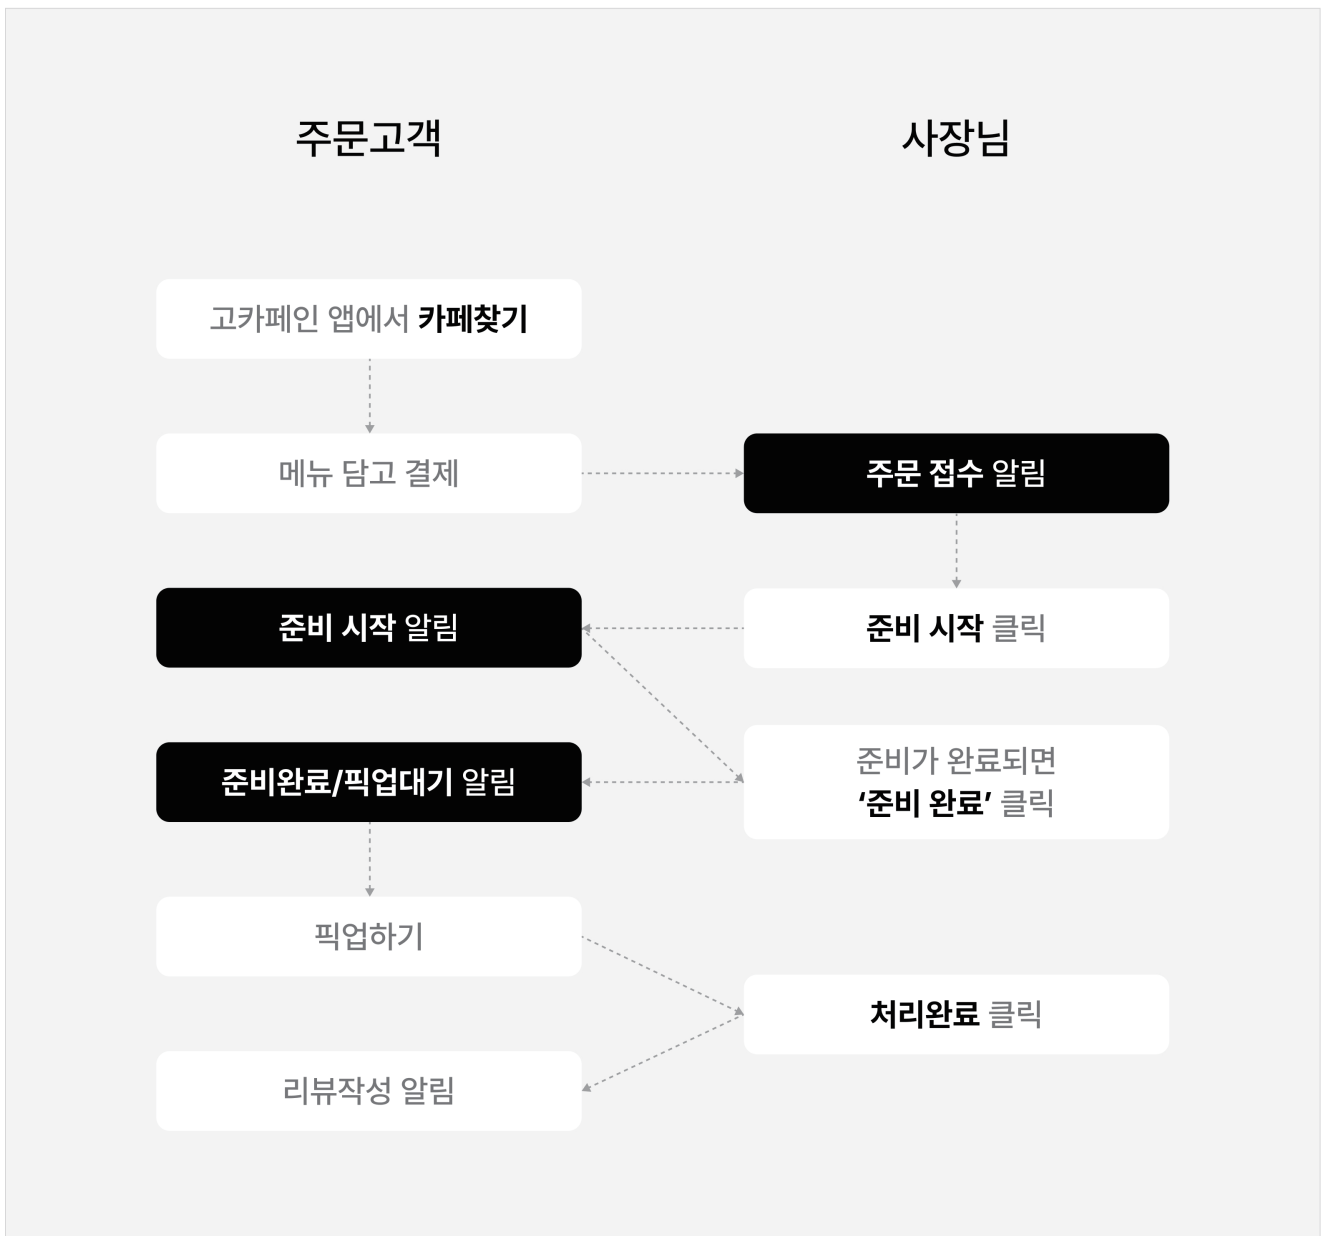 주문고객
사장님
고카페인 앱에서 카페찾기
메뉴 담고 결제
주문 접수 알림
준비 시작 알림
준비 시작 클릭
준비완료/픽업대기 알림
준비가 완료되면
‘준비 완료’ 클릭
픽업하기
처리완료 클릭
리뷰작성 알림